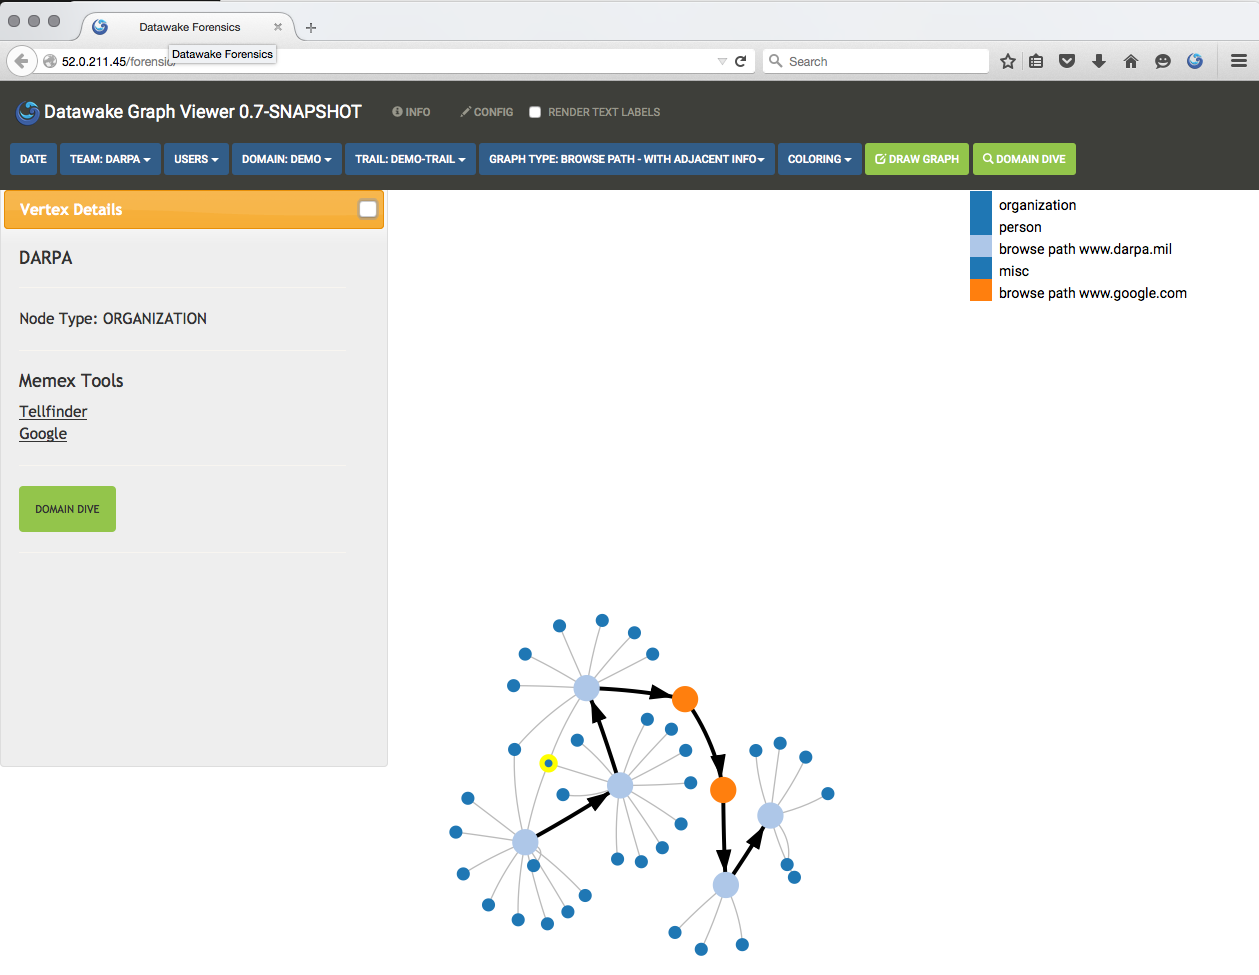 Datawake Forensics
Datawake Forensics
52.0.211.45/forensic
Search
Datawake Graph Viewer 0.7-SNAPSHOT
INFO
CONFIG
RENDER TEXT LABELS
DATE
TEAM: DARPA
USERS
DOMAIN: DEMO
TRAIL: DEMO-TRAIL
GRAPH TYPE: BROWSE PATH - WITH ADJACENT INFO
COLORING
DRAW GRAPH
DOMAIN DIVE
Vertex Details
DARPA
Node Type: ORGANIZATION
Memex Tools
Tellfinder
Google
DOMAIN DIVE
organization
person
browse path www.darpa.mil
misc
browse path www.google.com